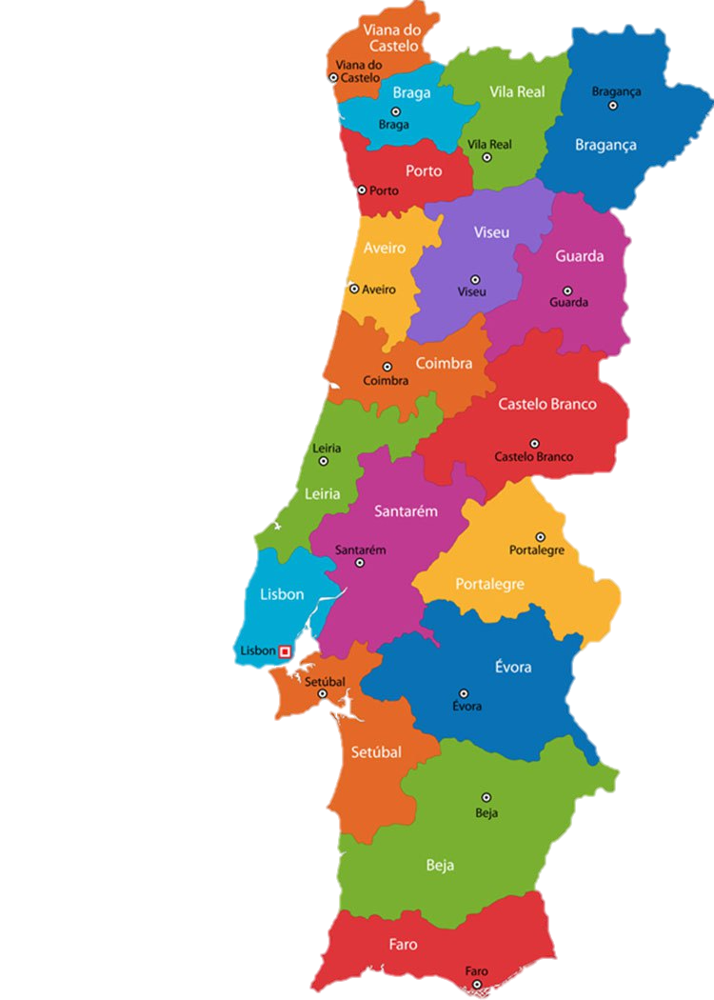 Viana do
Castelo
Viana do
Castelo
Braga
Braga
Vila Real
Vila Real
Bragança
Bragança
Porto
Porto
Aveiro
Aveiro
Viseu
Viseu
Guarda
Guarda
Coimbra
Coimbra
Castelo Branco
Castelo Branco
Leiria
Leiria
Santarém
Santarém
Portalegre
Portalegre
Lisbon
Lisbon
Setúbal
Setúbal
Évora
Évora
Beja
Beja
Faro
Faro